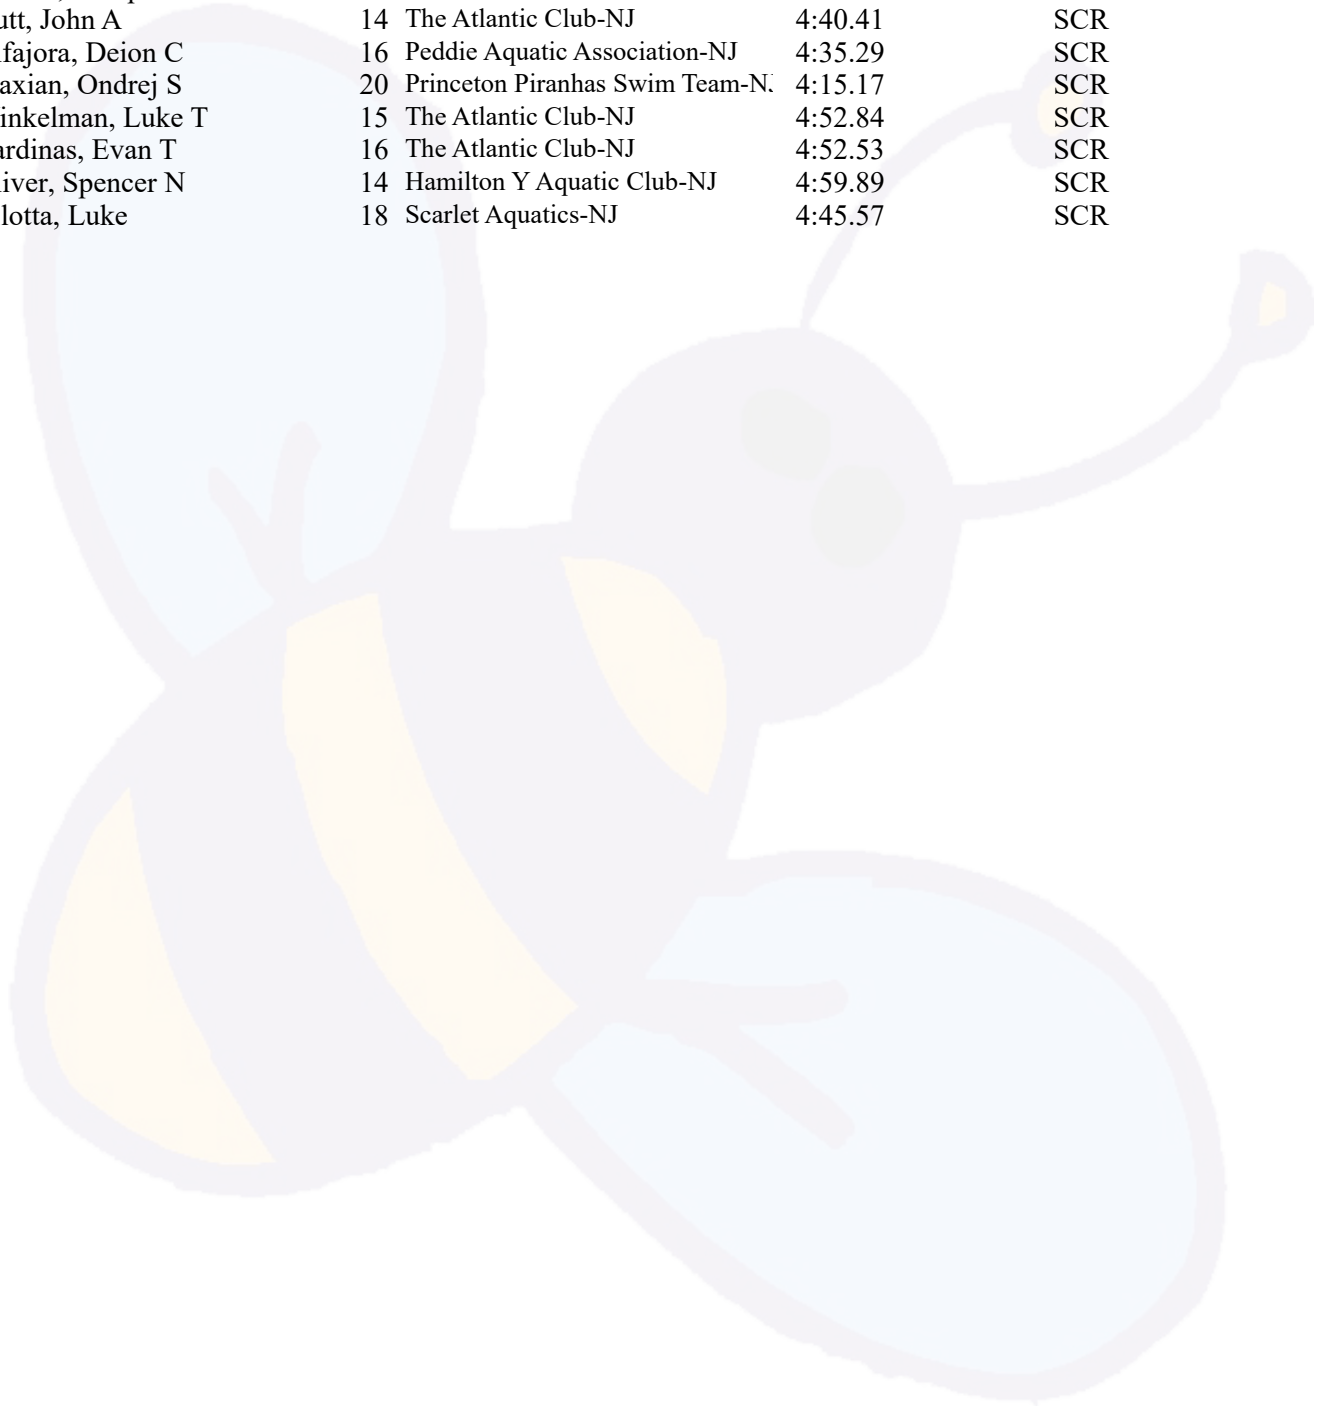 utt, John A 14 The Atlantic Club-NJ 4:40.41 SCR
fajora, Deion C 16 Peddie Aquatic Association-NJ 4:35.29 SCR
axian, Ondrej S 20 Princeton Piranhas Swim Team-N 4:15.17 SCR
inkelman, Luke T 15 The Atlantic Club-NJ 4:52.84 SCR
ardinas, Evan T 16 The Atlantic Club-NJ 4:52.53 SCR
iver, Spencer N 14 Hamilton Y Aquatic Club-NJ 4:59.89 SCR
lotta, Luke 18 Scarlet Aquatics-NJ 4:45.57 SCR